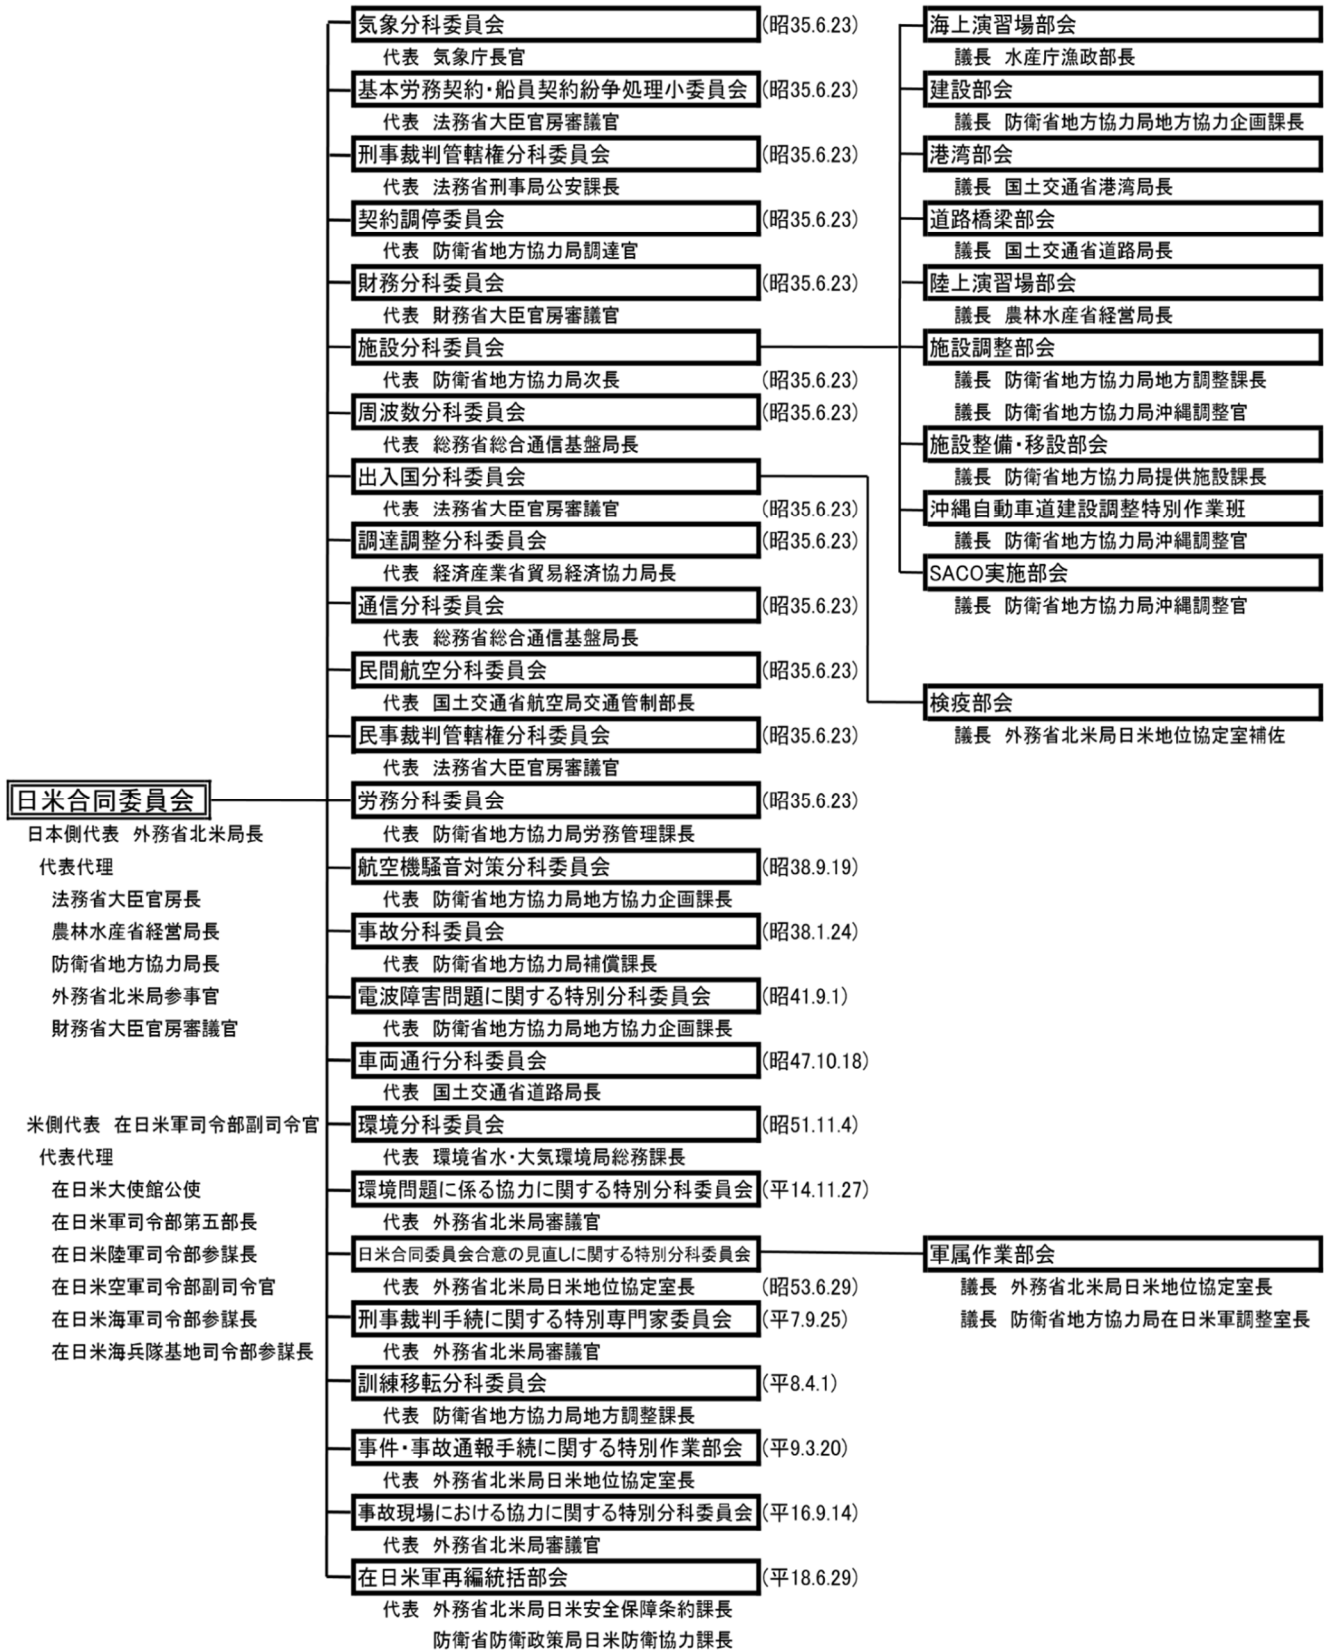 日米合同委員会
日本側代表 外務省北米局長
代表代理
法務省大臣官房長
農林水産省経営局長
防衛省地方協力局長
外務省北米局参事官
財務省大臣官房審議官
米側代表 在日米軍司令部副司令官
代表代理
在日米大使館公使
在日米軍司令部第五部長
在日米陸軍司令部参謀長
在日米空軍司令部副司令官
在日米海軍司令部参謀長
在日米海兵隊基地司令部参謀長
気象分科委員会 (昭35.6.23)
代表 気象庁長官
基本労務契約・船員契約紛争処理小委員会 (昭35.6.23)
代表 法務省大臣官房審議官
刑事裁判管轄権分科委員会 (昭35.6.23)
代表 法務省刑事局公安課長
契約調停委員会 (昭35.6.23)
代表 防衛省地方協力局調達官
財務分科委員会 (昭35.6.23)
代表 財務省大臣官房審議官
施設分科委員会
代表 防衛省地方協力局次長 (昭35.6.23)
周波数分科委員会 (昭35.6.23)
代表 総務省総合通信基盤局長
出入国分科委員会
代表 法務省大臣官房審議官 (昭35.6.23)
調達調整分科委員会 (昭35.6.23)
代表 経済産業省貿易経済協力局長
通信分科委員会 (昭35.6.23)
代表 総務省総合通信基盤局長
民間航空分科委員会 (昭35.6.23)
代表 国土交通省航空局交通管制部長
民事裁判管轄権分科委員会 (昭35.6.23)
代表 法務省大臣官房審議官
労務分科委員会 (昭35.6.23)
代表 防衛省地方協力局労務管理課長
航空機騒音対策分科委員会 (昭38.9.19)
代表 防衛省地方協力局地方協力企画課長
事故分科委員会 (昭38.1.24)
代表 防衛省地方協力局補償課長
電波障害問題に関する特別分科委員会 (昭41.9.1)
代表 防衛省地方協力局地方協力企画課長
車両通行分科委員会 (昭47.10.18)
代表 国土交通省道路局長
環境分科委員会 (昭51.11.4)
代表 環境省水・大気環境局総務課長
環境問題に係る協力に関する特別分科委員会 (平14.11.27)
代表 外務省北米局審議官
日米合同委員会合意の見直しに関する特別分科委員会
代表 外務省北米局日米地位協定室長 (昭53.6.29)
刑事裁判手続に関する特別専門家委員会 (平7.9.25)
代表 外務省北米局審議官
訓練移転分科委員会 (平8.4.1)
代表 防衛省地方協力局地方調整課長
事件・事故通報手続に関する特別作業部会 (平9.3.20)
代表 外務省北米局日米地位協定室長
事故現場における協力に関する特別分科委員会 (平16.9.14)
代表 外務省北米局審議官
在日米軍再編統括部会 (平18.6.29)
代表 外務省北米局日米安全保障条約課長
防衛省防衛政策局日米防衛協力課長
海上演習場部会
議長 水産庁漁政部長
建設部会
議長 防衛省地方協力局地方協力企画課長
港湾部会
議長 国土交通省港湾局長
道路橋梁部会
議長 国土交通省道路局長
陸上演習場部会
議長 農林水産省経営局長
施設調整部会
議長 防衛省地方協力局地方調整課長
議長 防衛省地方協力局沖縄調整官
施設整備・移設部会
議長 防衛省地方協力局提供施設課長
沖縄自動車道建設調整特別作業班
議長 防衛省地方協力局沖縄調整官
SACO実施部会
議長 防衛省地方協力局沖縄調整官
検疫部会
議長 外務省北米局日米地位協定室補佐
軍属作業部会
議長 外務省北米局日米地位協定室長
議長 防衛省地方協力局在日米軍調整室長